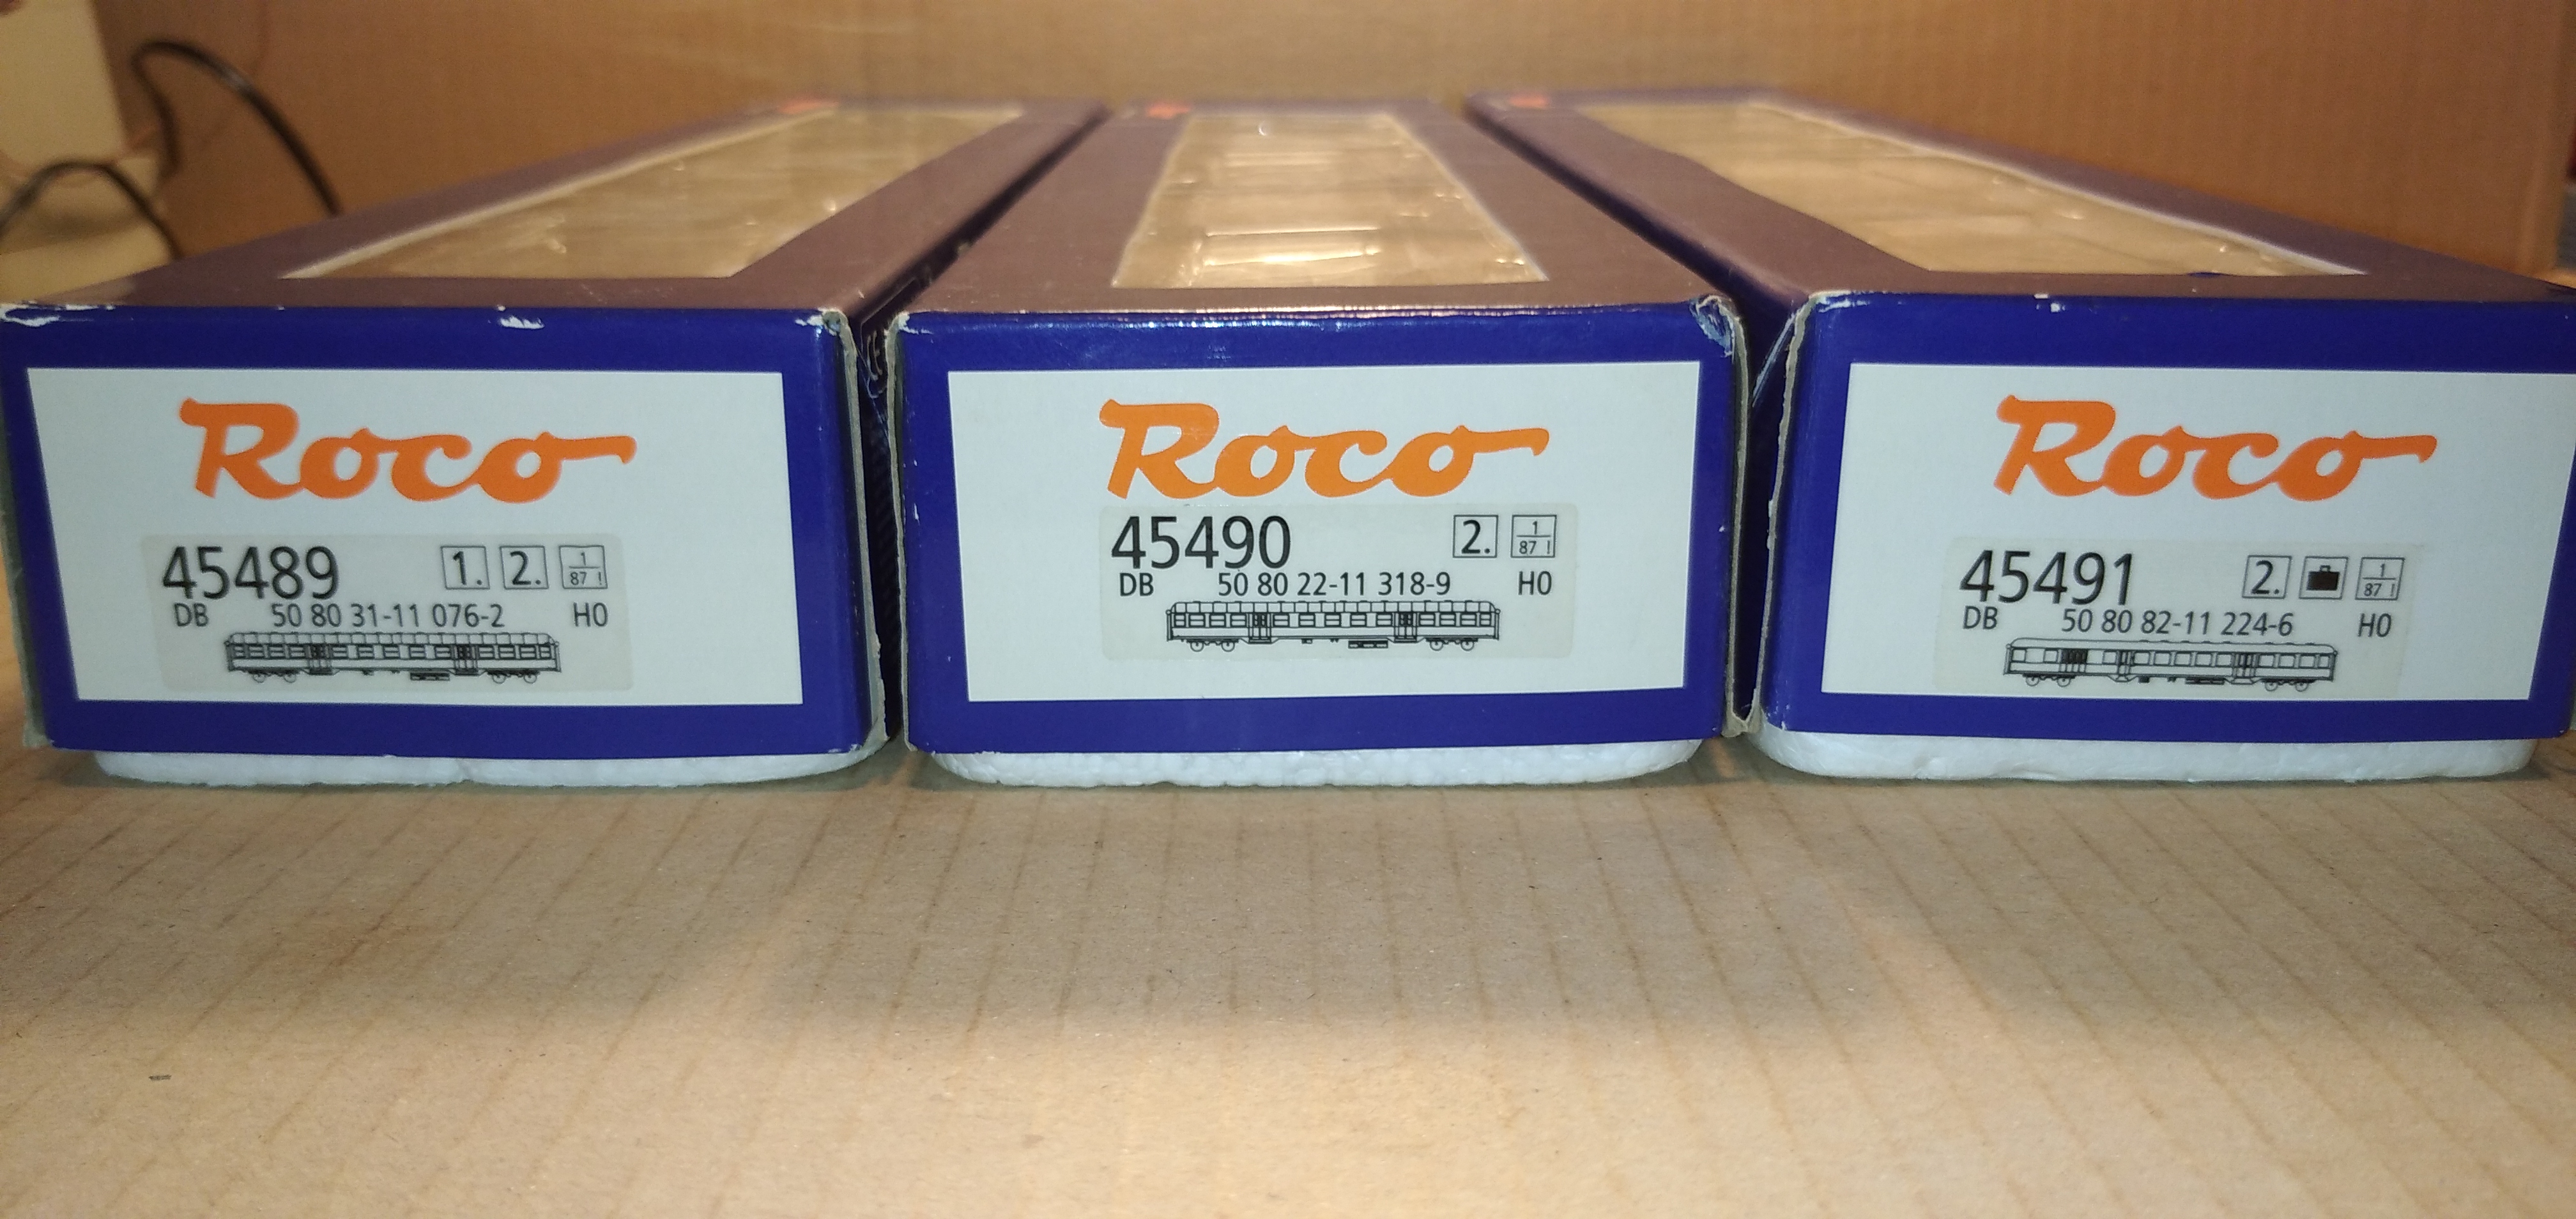 Roco
45489 1. 2. 1/87 !
DB 50 80 31-11 076-2 H0
Roco
45490 2. 1/87 !
DB 50 80 22-11 318-9 H0
Roco
45491 2. 1/87 !
DB 50 80 82-11 224-6 H0
CE